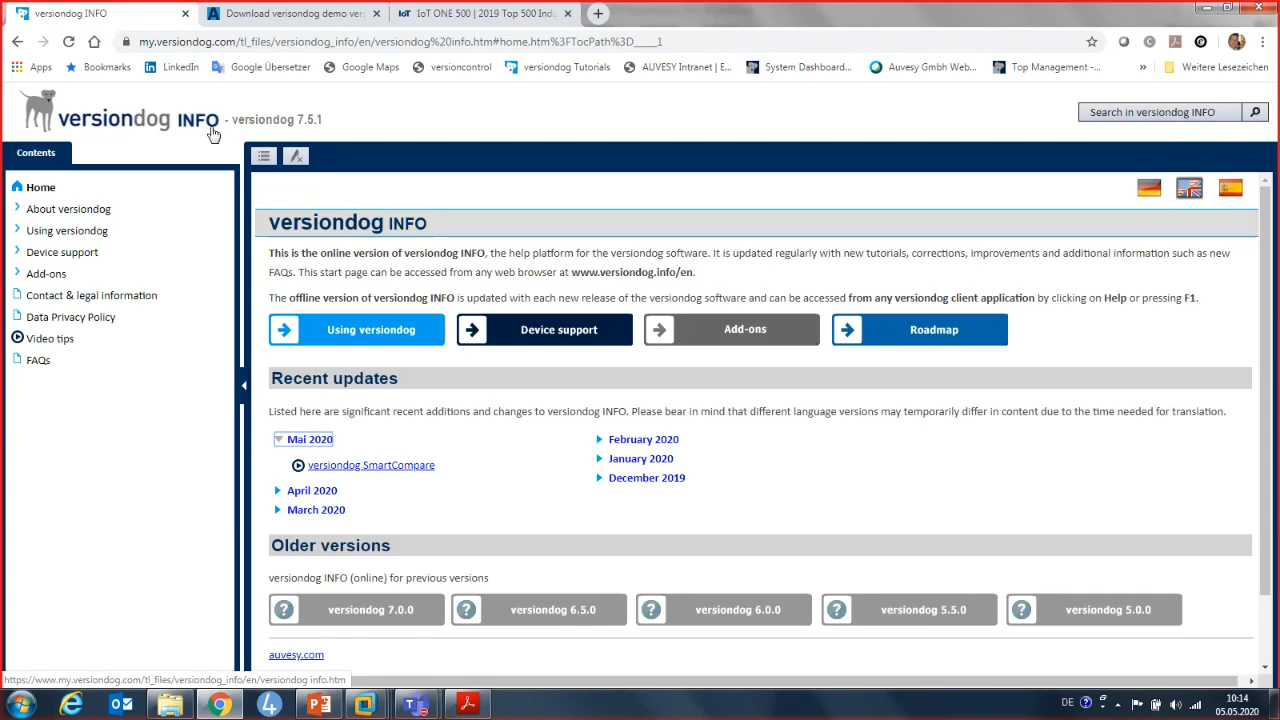 versiondog INFO
Download verisondog demo vers
IoT IoT ONE 500 | 2019 Top 500 Indu
my.versiondog.com/tl_files/versiondog_info/en/versiondog%20info.htm#home.htm%3FTocPath%3D____1
Apps
Bookmarks
LinkedIn
Google Übersetzer
Google Maps
versioncontrol
versiondog Tutorials
AUVESY Intranet | E...
System Dashboard...
Auvesy Gmbh Web...
Top Management -...
»
Weitere Lesezeichen
versiondog INFO - versiondog 7.5.1
Search in versiondog INFO
Contents
Home
About versiondog
Using versiondog
Device support
Add-ons
Contact & legal information
Data Privacy Policy
Video tips
FAQs
versiondog INFO
This is the online version of versiondog INFO, the help platform for the versiondog software. It is updated regularly with new tutorials, corrections, improvements and additional information such as new
FAQs. This start page can be accessed from any web browser at www.versiondog.info/en.
The offline version of versiondog INFO is updated with each new release of the versiondog software and can be accessed from any versiondog client application by clicking on Help or pressing F1.
Using versiondog
Device support
Add-ons
Roadmap
Recent updates
Listed here are significant recent additions and changes to versiondog INFO. Please bear in mind that different language versions may temporarily differ in content due to the time needed for translation.
Mai 2020
versiondog SmartCompare
April 2020
March 2020
February 2020
January 2020
December 2019
Older versions
versiondog INFO (online) for previous versions
versiondog 7.0.0
versiondog 6.5.0
versiondog 6.0.0
versiondog 5.5.0
versiondog 5.0.0
auvesy.com
https://www.my.versiondog.com/tl_files/versiondog_info/en/versiondog info.htm
DE
10:14
05.05.2020